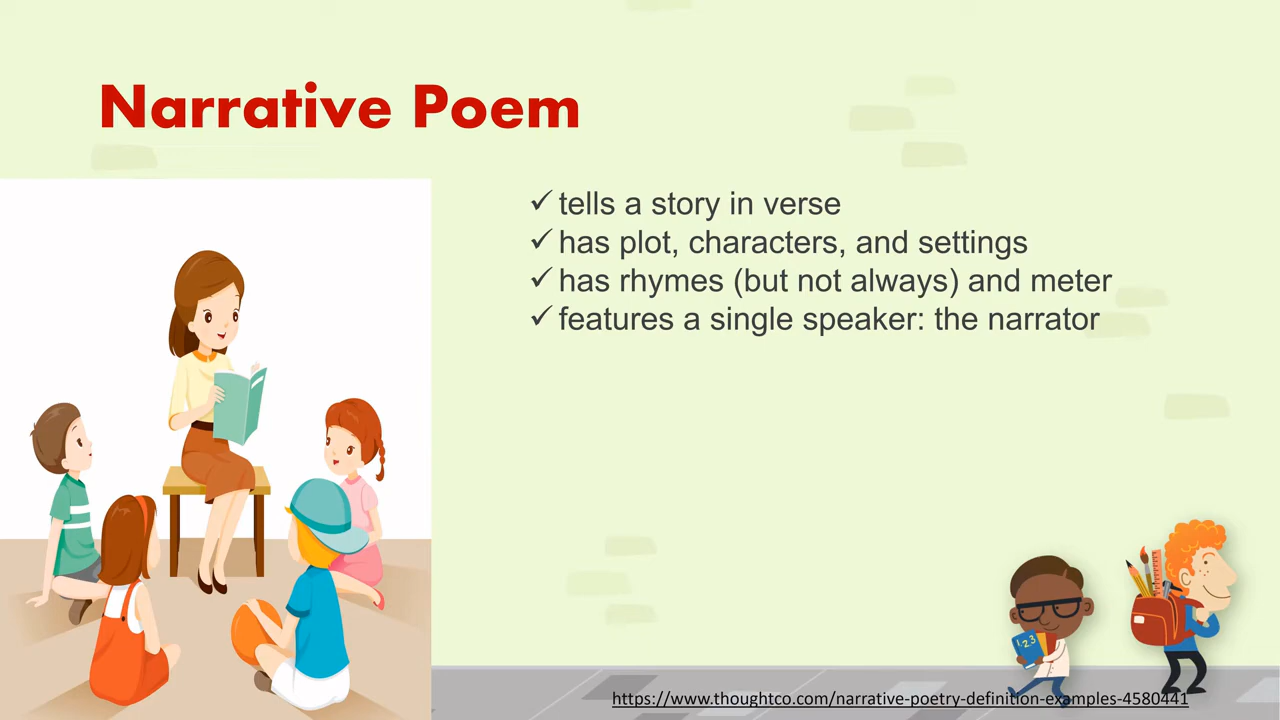 Narrative Poem
✓ tells a story in verse
✓ has plot, characters, and settings
✓ has rhymes (but not always) and meter
✓ features a single speaker: the narrator
123
https://www.thoughtco.com/narrative-poetry-definition-examples-4580441